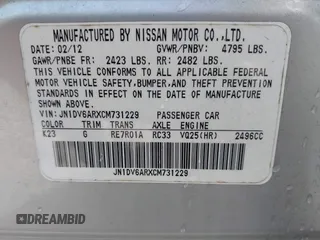 MANUFACTURED BY NISSAN MOTOR CO.,LTD.
DATE: 02/12 GVWR/PNBV: 4795 LBS.
GAWR/PNBE FR: 2423 LBS. RR: 2482 LBS.
THIS VEHICLE CONFORMS TO ALL APPLICABLE FEDERAL
MOTOR VEHICLE SAFETY,BUMPER, AND THEFT PREVENTION
STANDARDS IN EFFECT ON THE DATE OF MANUFACTURE
SHOWN ABOVE.
VIN: JN1DV6ARXCM731229 PASSENGER CAR
COLOR TRIM TRANS AXLE ENGINE
K23 G RE7R01A RC33 VQ25(HR) 2496CC
JN1DV6ARXCM731229
CREAMBID